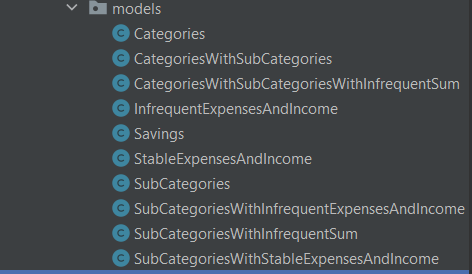 models
Categories
CategoriesWithSubCategories
CategoriesWithSubCategoriesWithInfrequentSum
InfrequentExpensesAndIncome
Savings
StableExpensesAndIncome
SubCategories
SubCategoriesWithInfrequentExpensesAndIncome
SubCategoriesWithInfrequentSum
SubCategoriesWithStableExpensesAndIncome